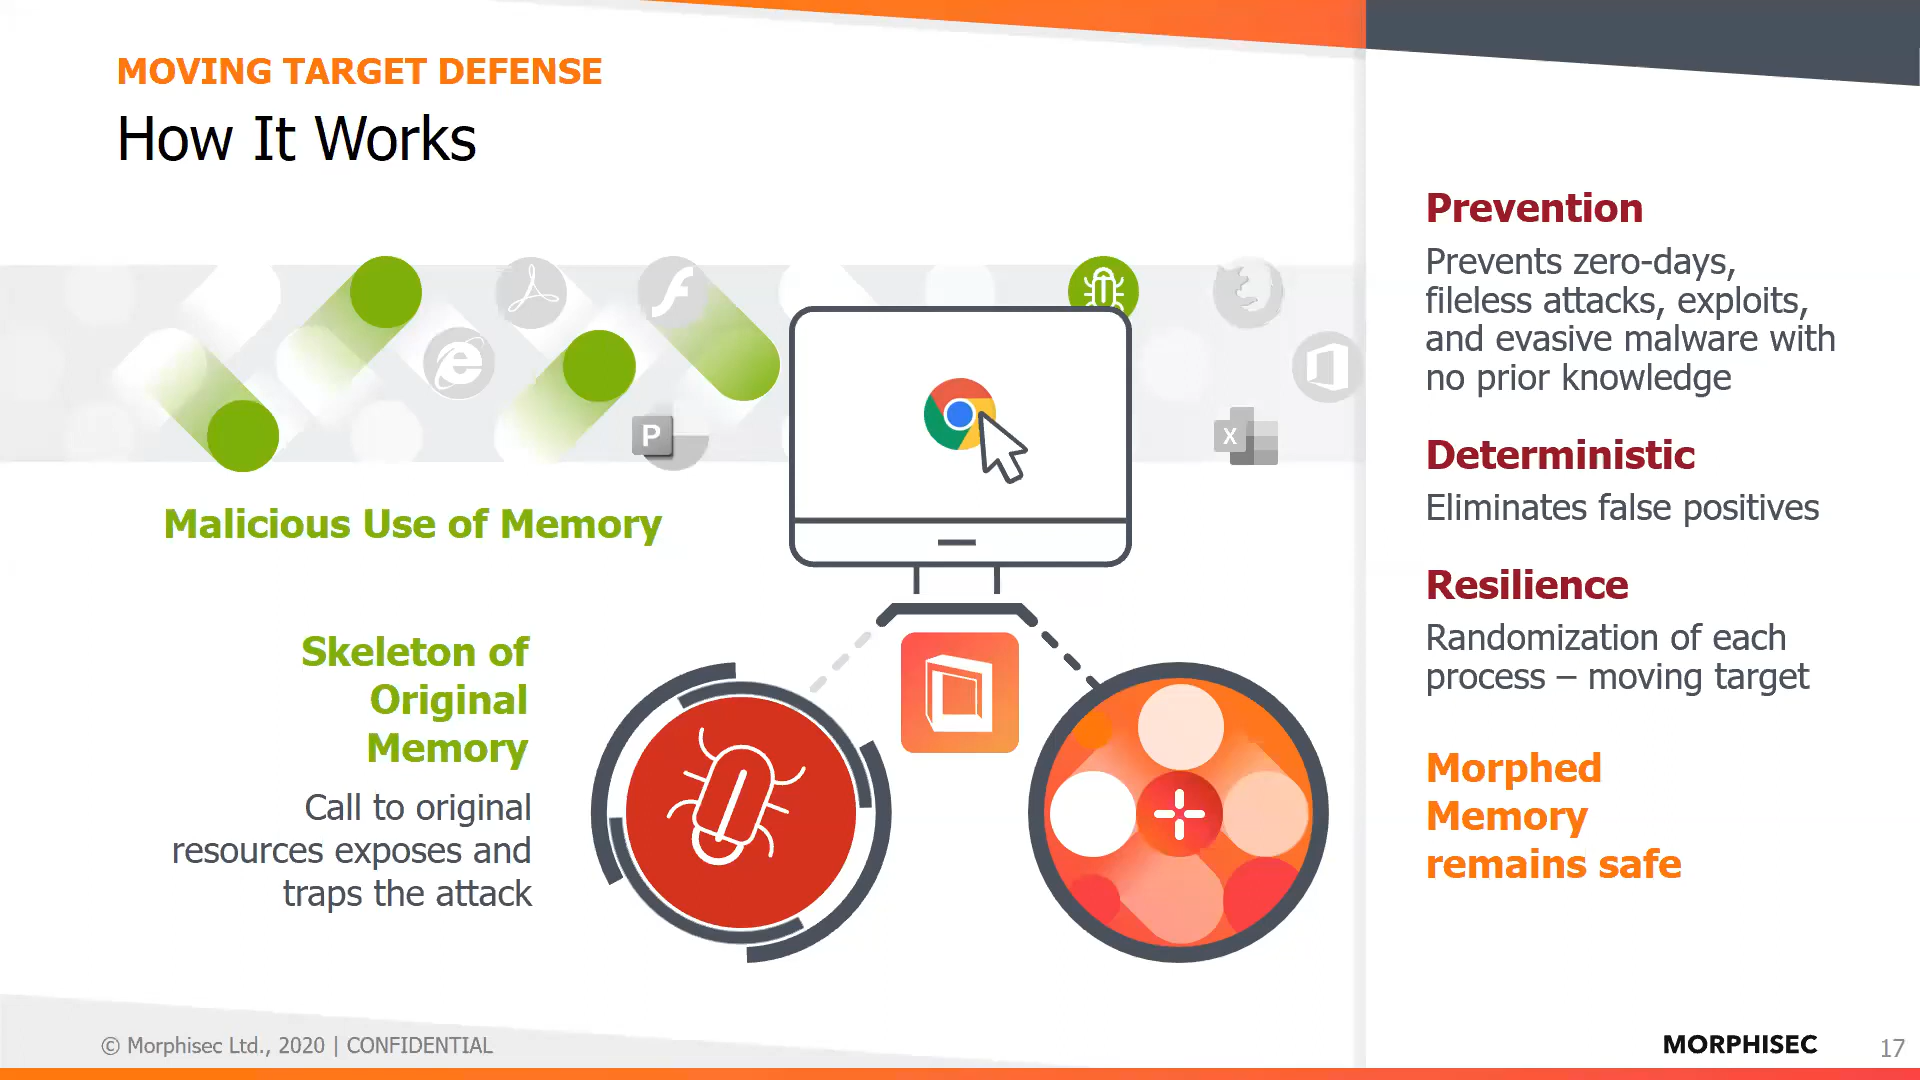 MOVING TARGET DEFENSE
How It Works
P
X
Malicious Use of Memory
Skeleton of
Original
Memory
Call to original
resources exposes and
traps the attack
Prevention
Prevents zero-days,
fileless attacks, exploits,
and evasive malware with
no prior knowledge
Deterministic
Eliminates false positives
Resilience
Randomization of each
process – moving target
Morphed
Memory
remains safe
© Morphisec Ltd., 2020 | CONFIDENTIAL
MORPHISEC
17